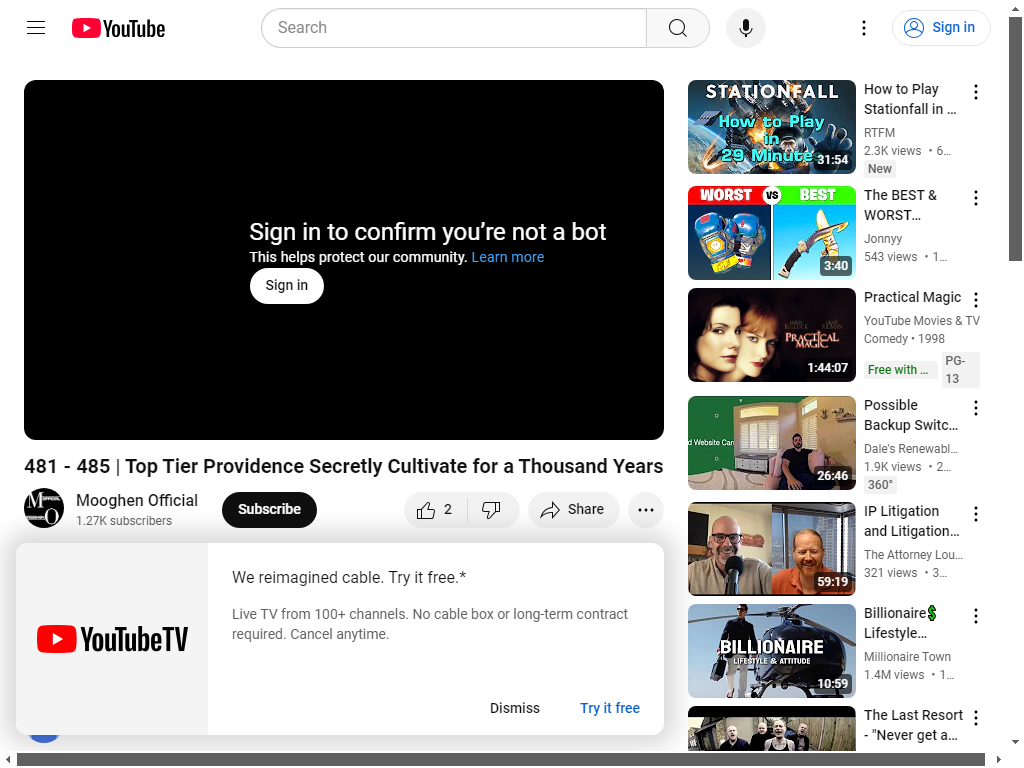 YouTube
Search
Sign in
Sign in to confirm you're not a bot
This helps protect our community. Learn more
Sign in
481 - 485 | Top Tier Providence Secretly Cultivate for a Thousand Years
Mooghen Official
1.27K subscribers
Subscribe
2
Share
YouTubeTV
We reimagined cable. Try it free.*
Live TV from 100+ channels. No cable box or long-term contract
required. Cancel anytime.
Dismiss
Try it free
STATIONFALL
How to Play
in
29 Minutes
31:54
How to Play
Stationfall in ...
RTFM
2.3K views • 6...
New
WORST VS BEST
3:40
The BEST &
WORST...
Jonnyy
543 views • 1...
PRACTICAL
MAGIC
1:44:07
Practical Magic
YouTube Movies & TV
Comedy • 1998
Free with ...
PG-
13
d Website Can
26:46
Possible
Backup Switc...
Dale's Renewabl...
1.9K views • 2...
360°
59:19
IP Litigation
and Litigation...
The Attorney Lou...
321 views • 3...
BILLIONAIRE
LIFESTYLE & ATTITUDE
10:59
Billionaire💲
Lifestyle...
Millionaire Town
1.4M views • 1...
The Last Resort
- "Never get a...